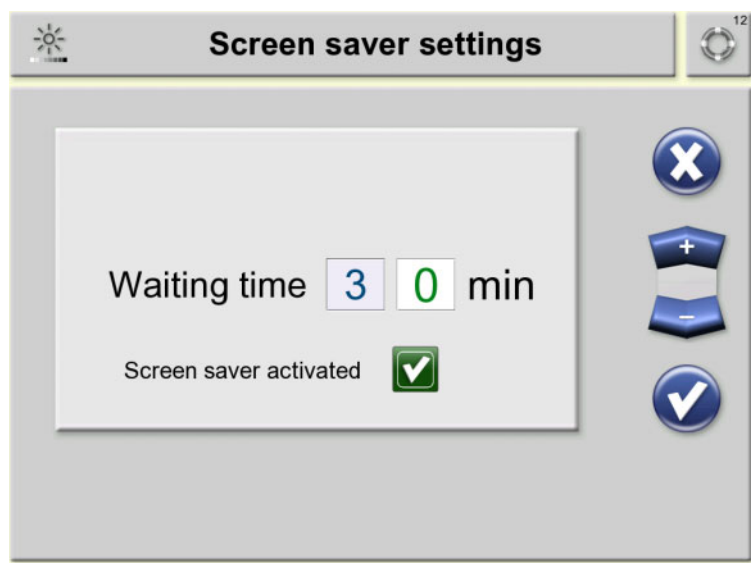 Screen saver settings
12
Waiting time 3 0 min
Screen saver activated
+
-